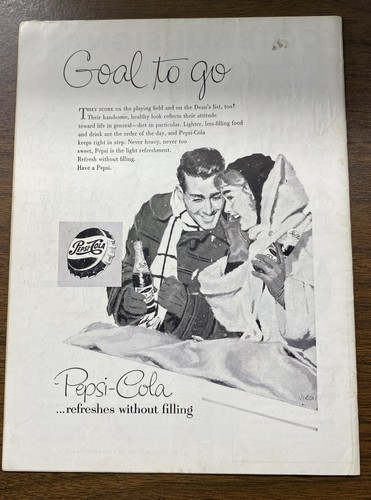 Goal to go
THEY SCORE on the playing field and on the Dean's list, too!
Their handsome, healthy look reflects their attitude
toward life in general—diet in particular. Lighter, less-filling food
and drink are the order of the day, and Pepsi-Cola
keeps right in step. Never heavy, never too
sweet, Pepsi is the light refreshment.
Refresh without filling.
Have a Pepsi.
PEPSI-COLA
Pepsi-Cola
...refreshes without filling